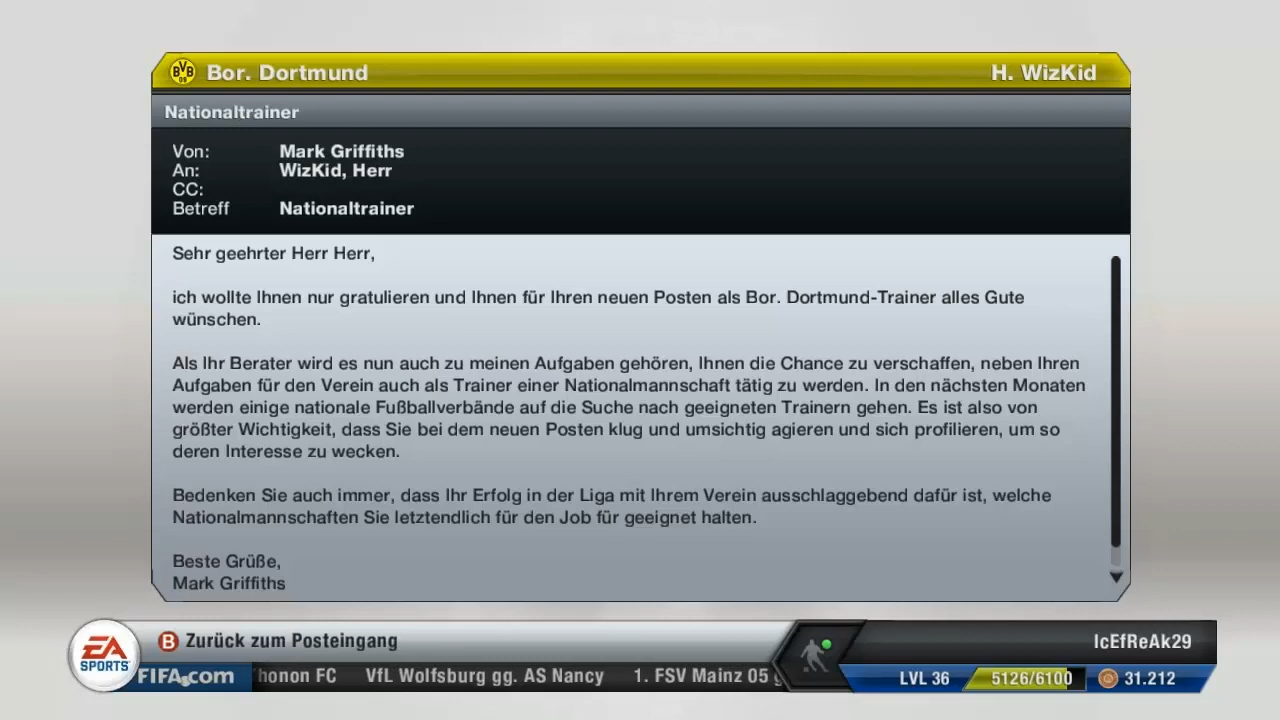 BVB 09 Bor. Dortmund H. WizKid
Nationaltrainer
Von: Mark Griffiths
An: WizKid, Herr
CC:
Betreff Nationaltrainer
Sehr geehrter Herr Herr,
ich wollte Ihnen nur gratulieren und Ihnen für Ihren neuen Posten als Bor. Dortmund-Trainer alles Gute
wünschen.
Als Ihr Berater wird es nun auch zu meinen Aufgaben gehören, Ihnen die Chance zu verschaffen, neben Ihren
Aufgaben für den Verein auch als Trainer einer Nationalmannschaft tätig zu werden. In den nächsten Monaten
werden einige nationale Fußballverbände auf die Suche nach geeigneten Trainern gehen. Es ist also von
größter Wichtigkeit, dass Sie bei dem neuen Posten klug und umsichtig agieren und sich profilieren, um so
deren Interesse zu wecken.
Bedenken Sie auch immer, dass Ihr Erfolg in der Liga mit Ihrem Verein ausschlaggebend dafür ist, welche
Nationalmannschaften Sie letztendlich für den Job für geeignet halten.
Beste Grüße,
Mark Griffiths
EA SPORTS
B Zurück zum Posteingang
IcEfReAk29
FIFA.com honon FC VfL Wolfsburg gg. AS Nancy 1. FSV Mainz 05 g
LVL 36 5126/6100 31.212